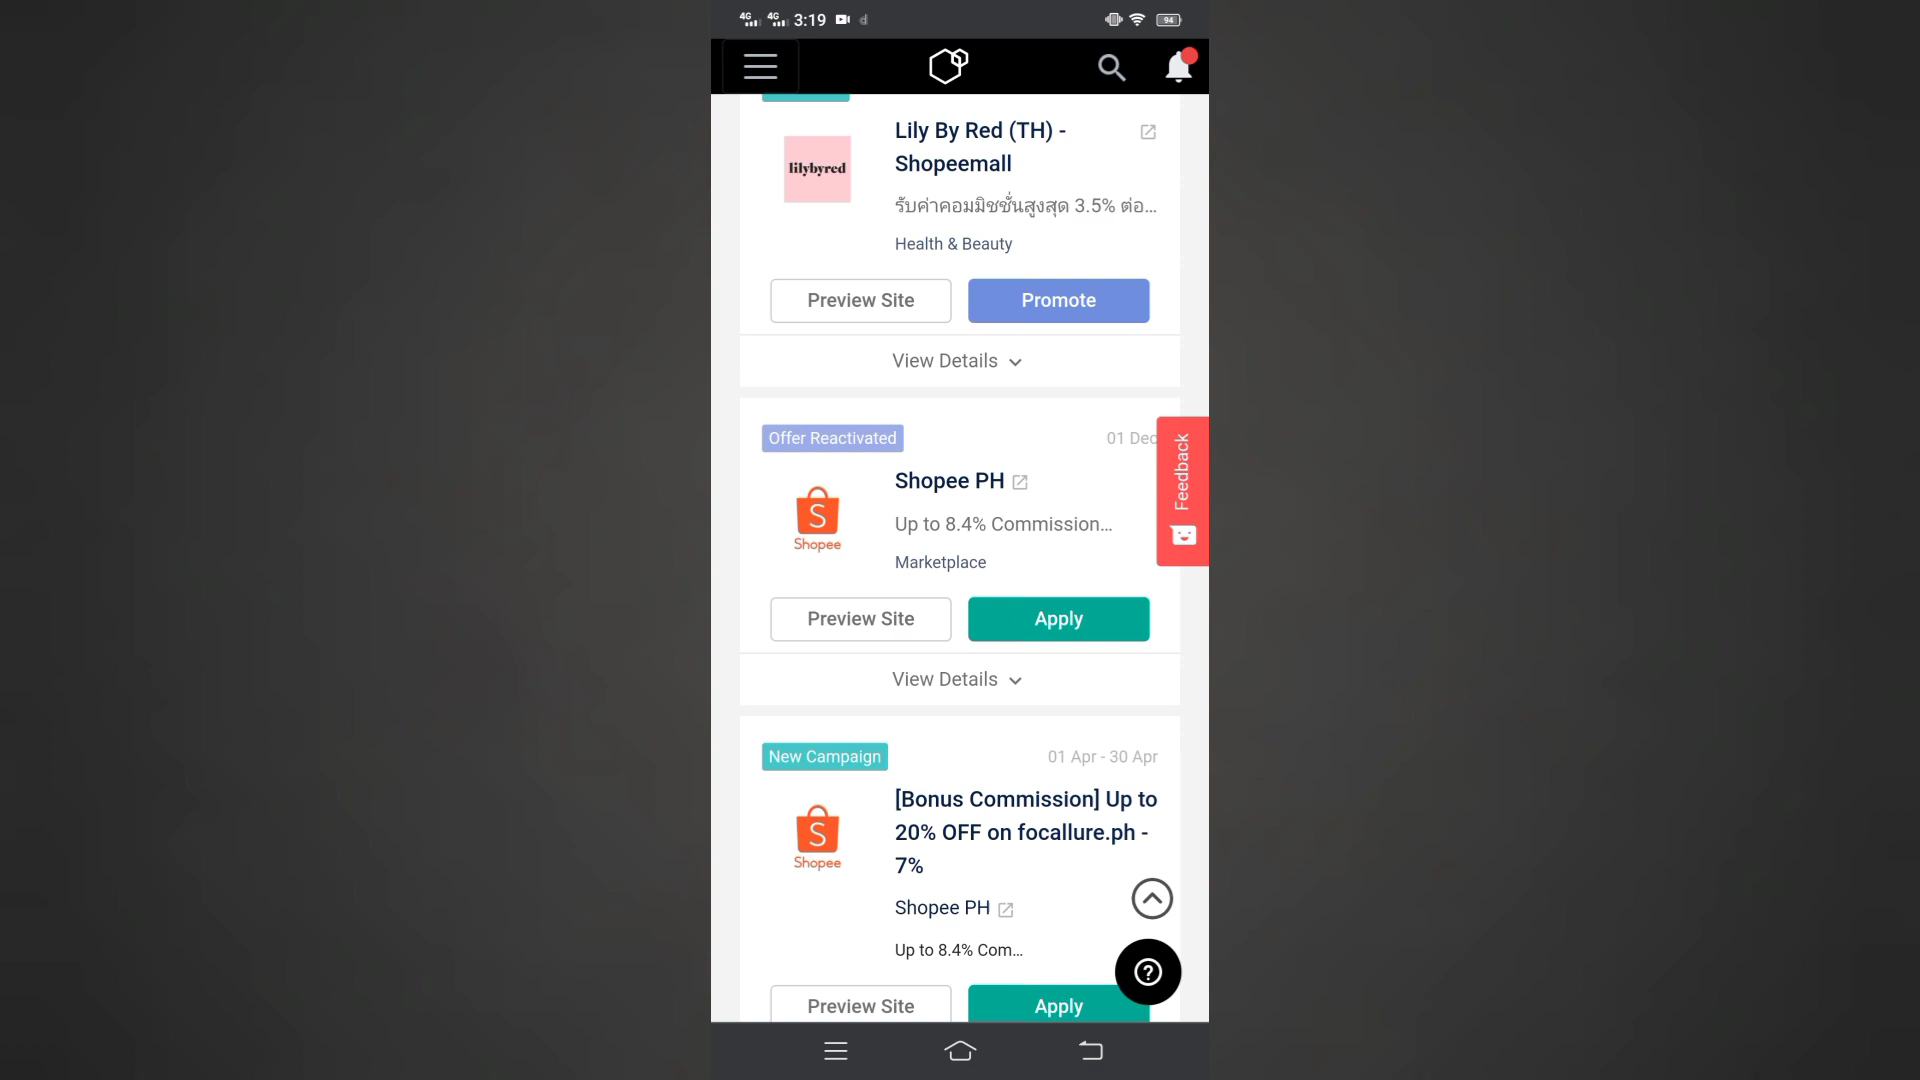 4G 4G 3:19 94
Lily By Red (TH) -
Shopeemall
lilybyred
รับค่าคอมมิชชั่นสูงสุด 3.5% ต่อ...
Health & Beauty
Preview Site Promote
View Details
Offer Reactivated 01 Dec
Feedback
Shopee PH
Shopee
Up to 8.4% Commission...
Marketplace
Preview Site Apply
View Details
New Campaign 01 Apr - 30 Apr
[Bonus Commission] Up to
20% OFF on focallure.ph -
7%
Shopee
Shopee PH
Up to 8.4% Com...
Preview Site Apply